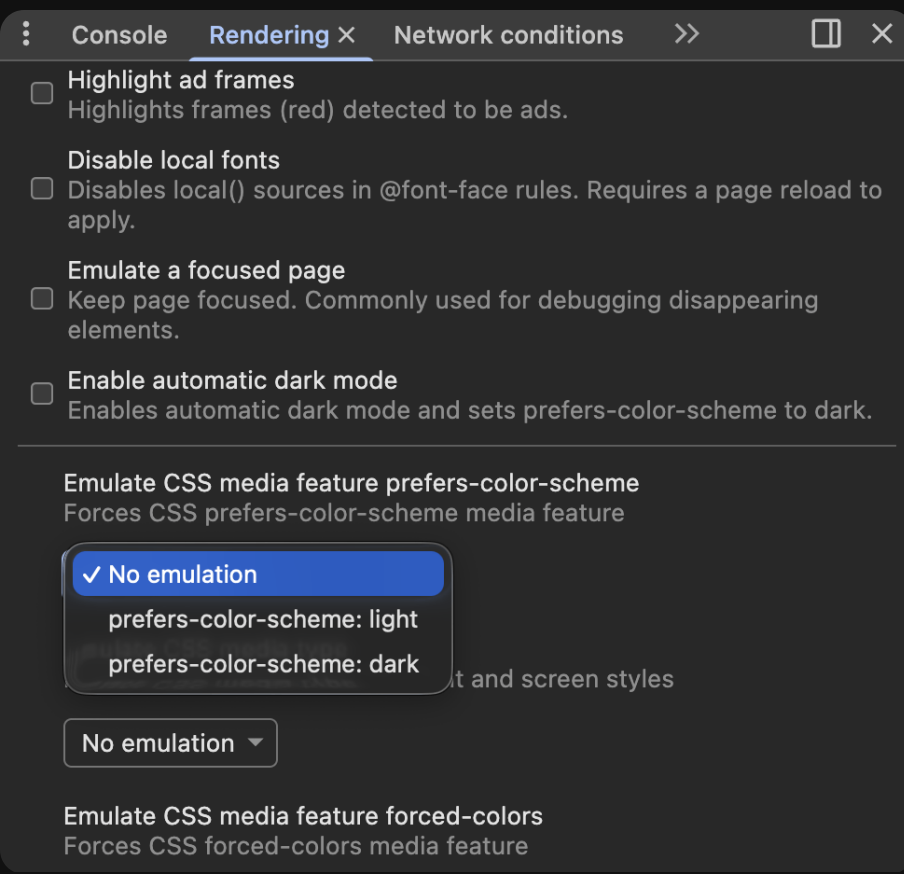 Console Rendering Network conditions
Highlight ad frames
Highlights frames (red) detected to be ads.
Disable local fonts
Disables local() sources in @font-face rules. Requires a page reload to
apply.
Emulate a focused page
Keep page focused. Commonly used for debugging disappearing
elements.
Enable automatic dark mode
Enables automatic dark mode and sets prefers-color-scheme to dark.
Emulate CSS media feature prefers-color-scheme
Forces CSS prefers-color-scheme media feature
✓ No emulation
prefers-color-scheme: light
prefers-color-scheme: dark
and screen styles
No emulation
Emulate CSS media feature forced-colors
Forces CSS forced-colors media feature